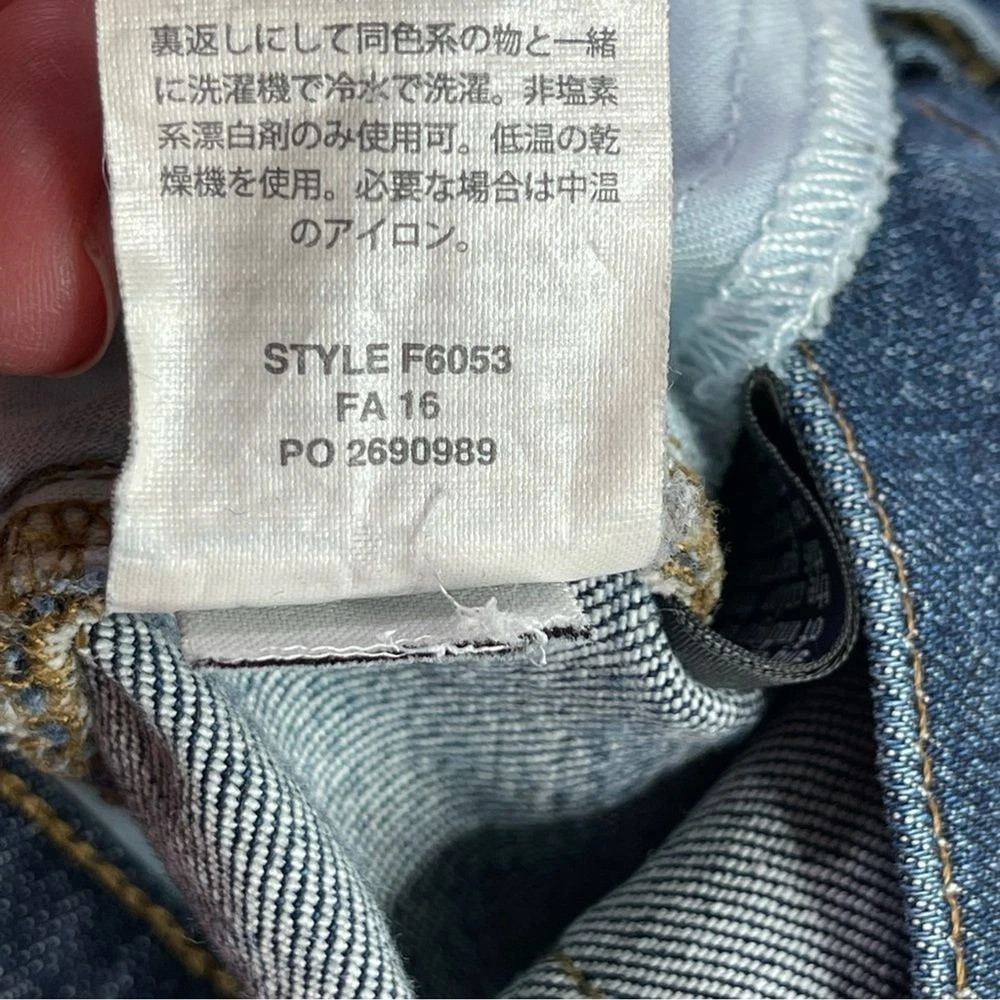 裏返しにして同色系の物と一緒
に洗濯機で冷水で洗濯。非塩素
系漂白剤のみ使用可。低温の乾
燥機を使用。必要な場合は中温
のアイロン。
STYLE F6053
FA 16
PO 2690989